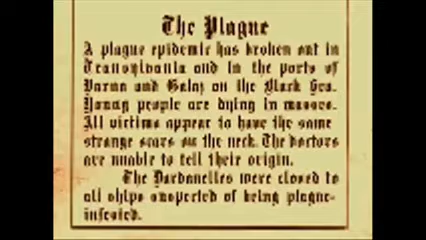 The Plague
A plague epidemic has broken out in
Transylvania and in the ports of
Varna and Galaz on the Black Sea.
Young people are dying in masses.
All victims appear to have the same
strange scars on the neck. The doctors
are unable to tell their origin.
The Dardanelles were closed to
all ships suspected of being plague-
infested.